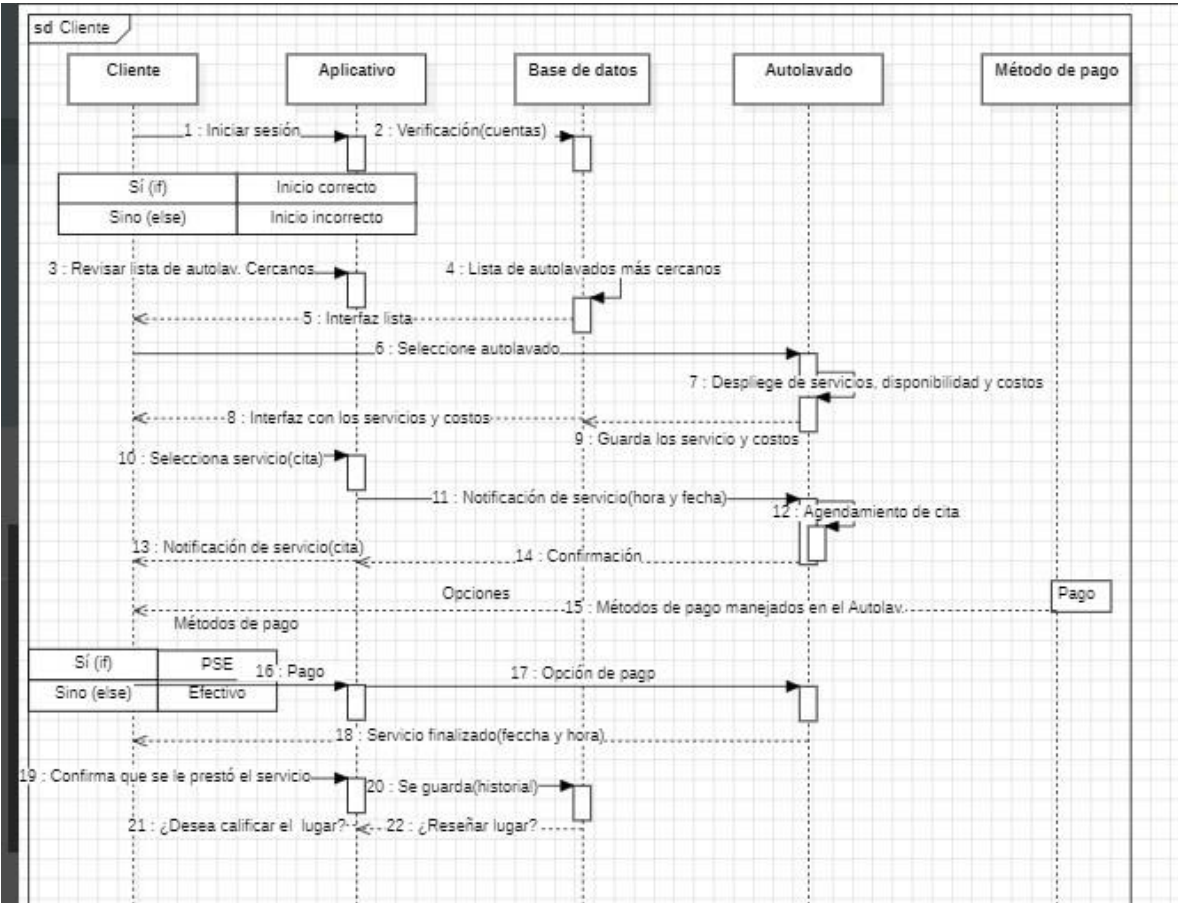 sd Cliente
Cliente
Aplicativo
Base de datos
Autolavado
Método de pago
1 : Iniciar sesión
2 : Verificación(cuentas)
Sí (if)
Inicio correcto
Sino (else)
Inicio incorrecto
3 : Revisar lista de autolav. Cercanos
4 : Lista de autolavados más cercanos
5 : Interfaz lista
6 : Seleccione autolavado
7 : Despliege de servicios, disponibilidad y costos
8 : Interfaz con los servicios y costos
9 : Guarda los servicio y costos
10 : Selecciona servicio(cita)
11 : Notificación de servicio(hora y fecha)
12 : Agendamiento de cita
13 : Notificación de servicio(cita)
14 : Confirmación
Opciones
Pago
15 : Métodos de pago manejados en el Autolav.
Métodos de pago
Sí (if)
PSE
16 : Pago
17 : Opción de pagp
Sino (else)
Efectivo
18 : Servicio finalizado(feccha y hora)
19 : Confirma que se le prestó el servicio
20 : Se guarda(historial)
21 : ¿Desea calificar el lugar?
22 : ¿Reseñar lugar?